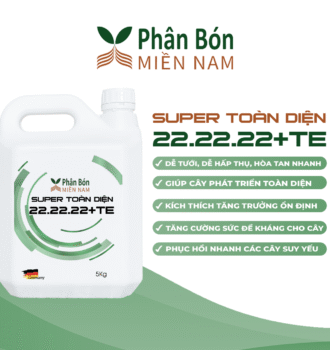 Phân Bón
MIỀN NAM
SUPER TOÀN DIỆN
22.22.22+TE
DỄ TƯỚI, DỄ HẤP THỤ, HÒA TAN NHANH
GIÚP CÂY PHÁT TRIỂN TOÀN DIỆN
KÍCH THÍCH TĂNG TRƯỞNG ỔN ĐỊNH
TĂNG CƯỜNG SỨC ĐỀ KHÁNG CHO CÂY
PHỤC HỒI NHANH CÁC CÂY SUY YẾU
Phân Bón
MIỀN NAM
SUPER TOÀN DIỆN
22.22.22+TE
Germany
5Kg